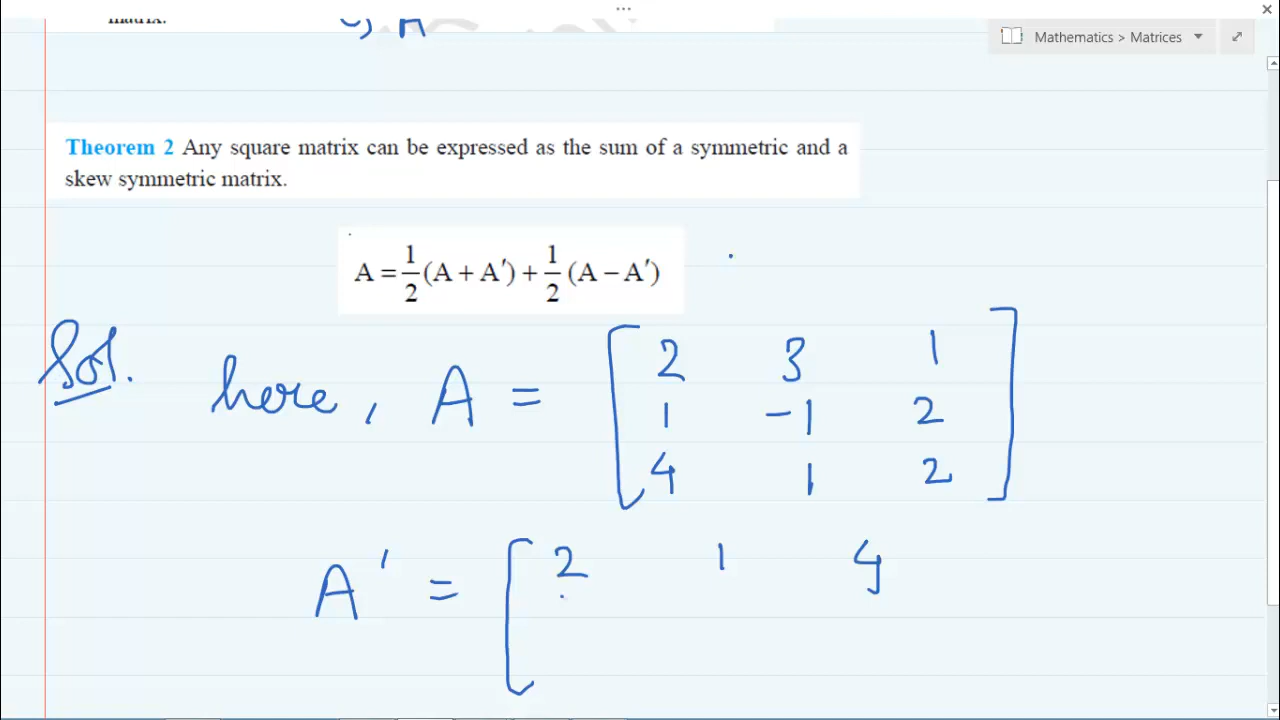 matrix.
A
Mathematics > Matrices
Theorem 2 Any square matrix can be expressed as the sum of a symmetric and a
skew symmetric matrix.
A = 1/2 (A + A′) + 1/2 (A − A′)
Sol. here, A = [ 2 3 1
1 -1 2
4 1 2 ]
A' = [ 2 1 4